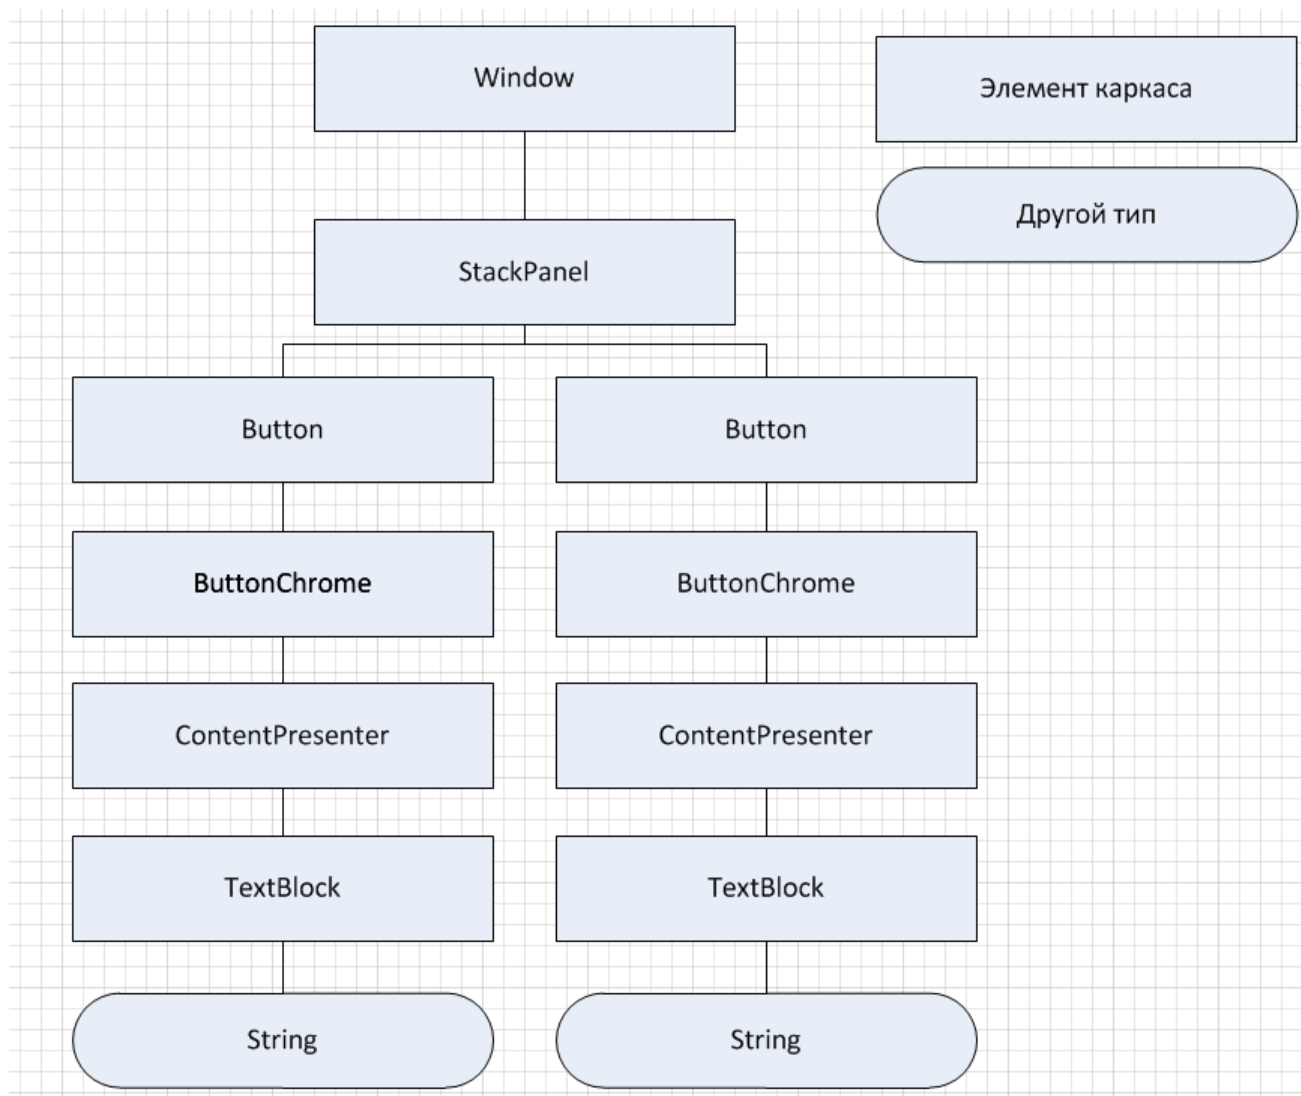 Window
Элемент каркаса
Другой тип
StackPanel
Button
Button
ButtonChrome
ButtonChrome
ContentPresenter
ContentPresenter
TextBlock
TextBlock
String
String